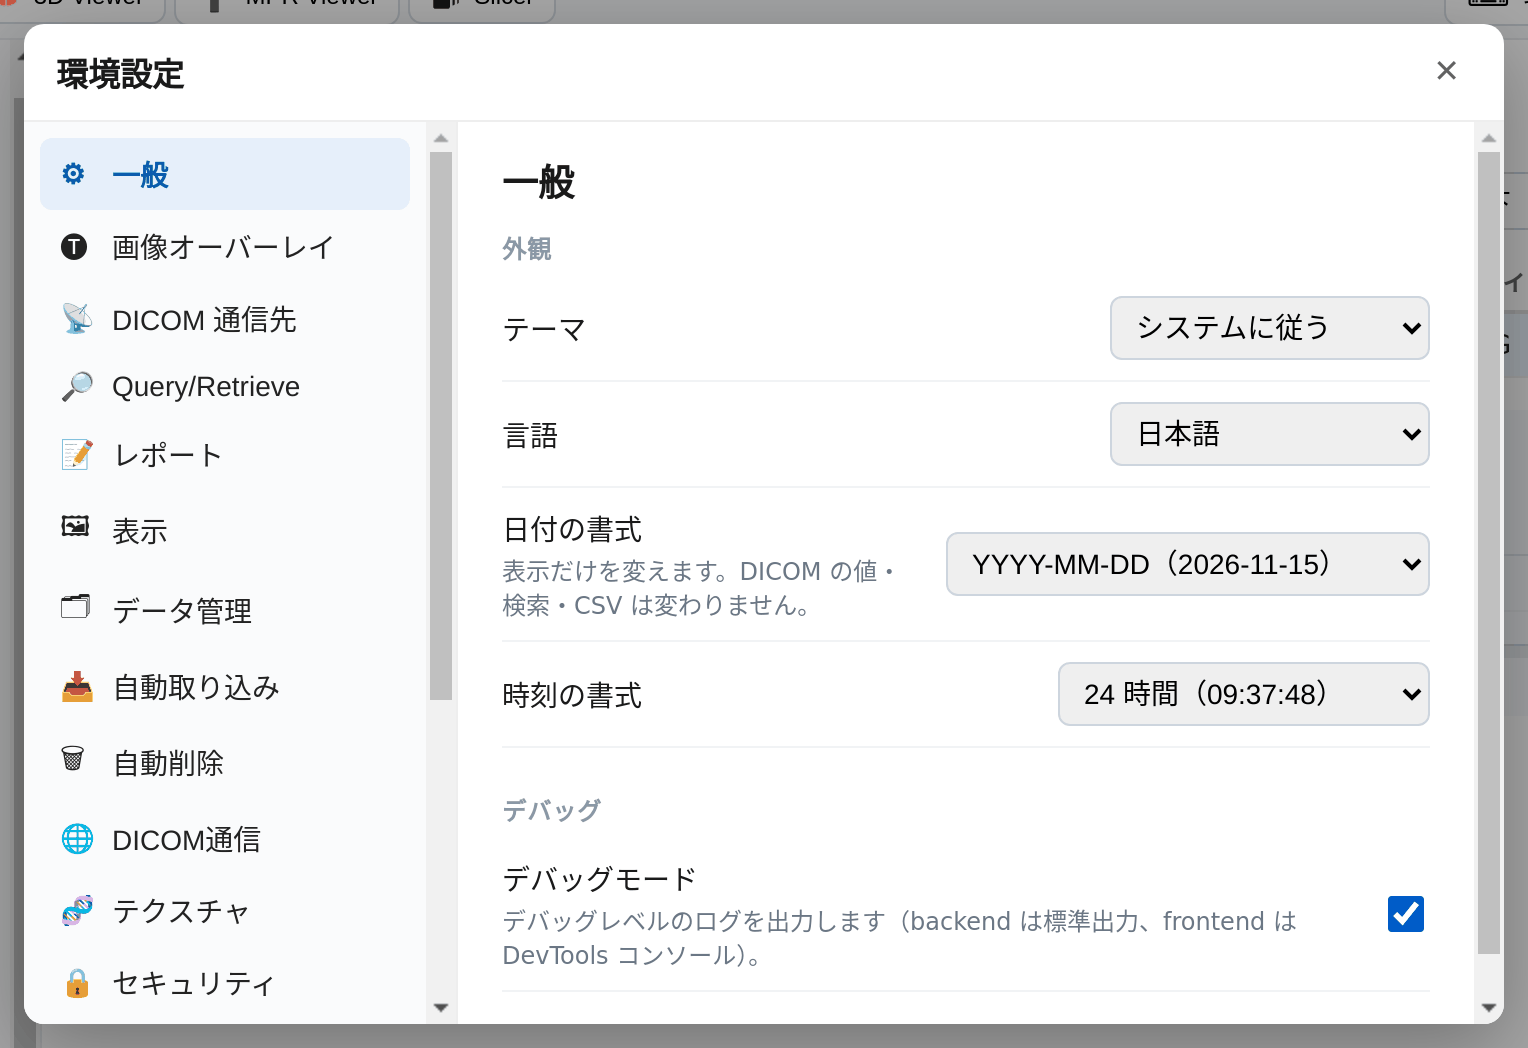 3D Viewer
MPR Viewer
Slicer
環境設定
×
一般
画像オーバーレイ
DICOM 通信先
Query/Retrieve
レポート
表示
データ管理
自動取り込み
自動削除
DICOM通信
テクスチャ
セキュリティ
一般
外観
テーマ
システムに従う
言語
日本語
日付の書式
表示だけを変えます。DICOM の値・
検索・CSV は変わりません。
YYYY-MM-DD（2026-11-15）
時刻の書式
24 時間（09:37:48）
デバッグ
デバッグモード
デバッグレベルのログを出力します（backend は標準出力、frontend は
DevTools コンソール）。